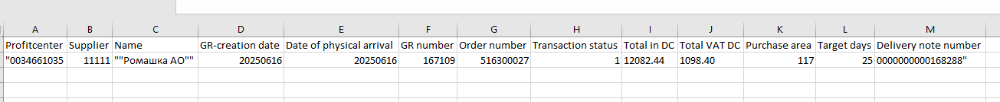 A B C D E F G H I J K L M
Profitcenter Supplier Name GR-creation date Date of physical arrival GR number Order number Transaction status Total in DC Total VAT DC Purchase area Target days Delivery note number
"0034661035 11111 ""Ромашка АО"" 20250616 20250616 167109 516300027 1 12082.44 1098.40 117 25 0000000000168288"